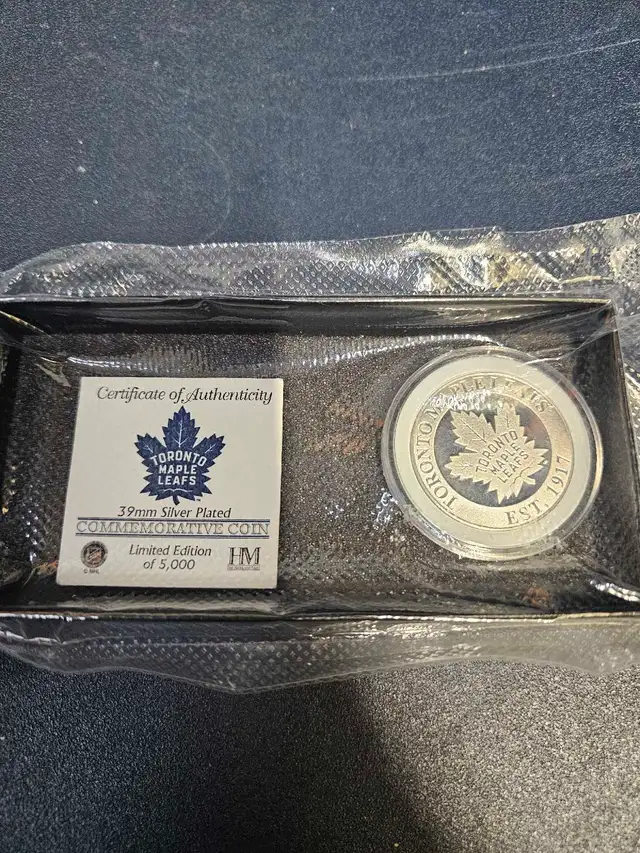 Certificate of Authenticity
TORONTO
MAPLE
LEAFS
39mm Silver Plated
COMMEMORATIVE COIN
Limited Edition
of 5,000
© NHL
HM
TORONTO MAPLE LEAFS
TORONTO
MAPLE
LEAFS
EST. 1917